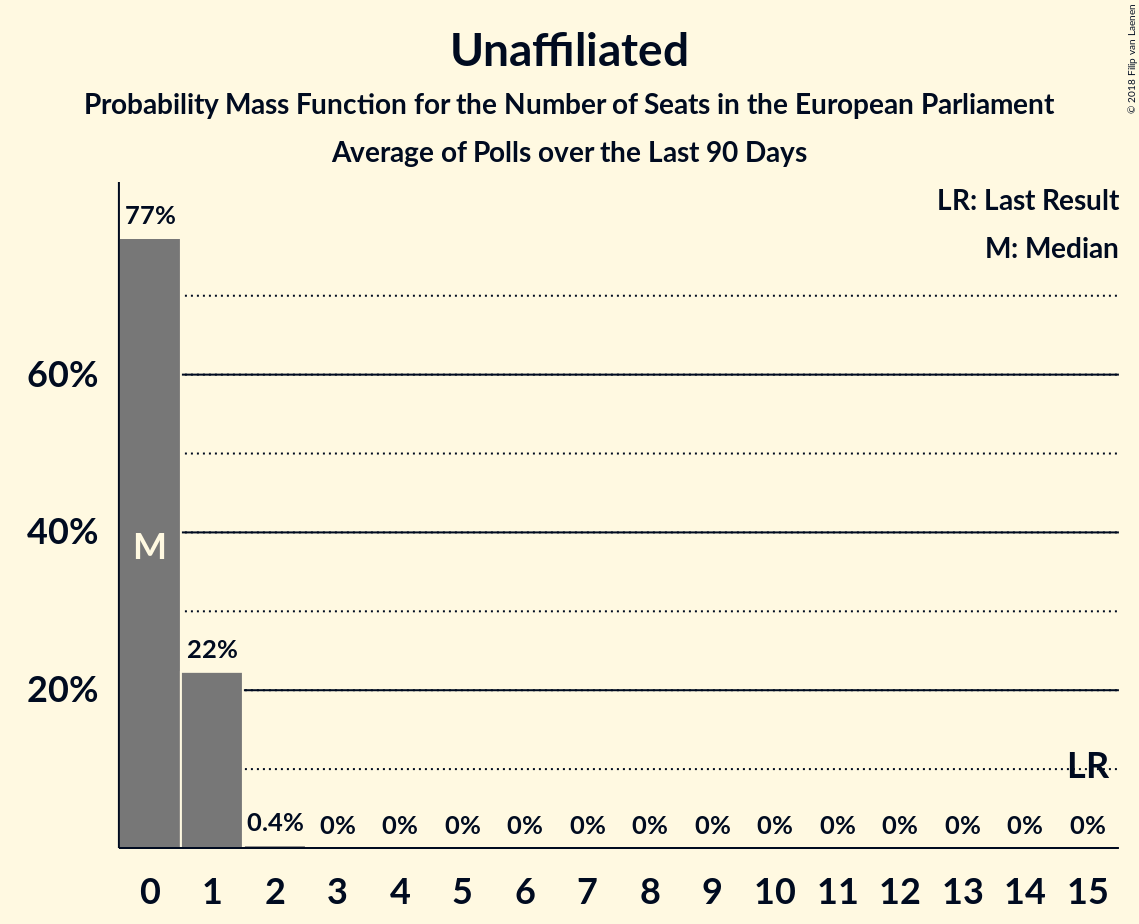 Unaffiliated
Probability Mass Function for the Number of Seats in the European Parliament
Average of Polls over the Last 90 Days
© 2018 Filip van Laenen
LR: Last Result
M: Median
77%
60%
40%
M
22%
20%
LR
0.4% 0% 0% 0% 0% 0% 0% 0% 0% 0% 0% 0% 0% 0%
0 1 2 3 4 5 6 7 8 9 10 11 12 13 14 15